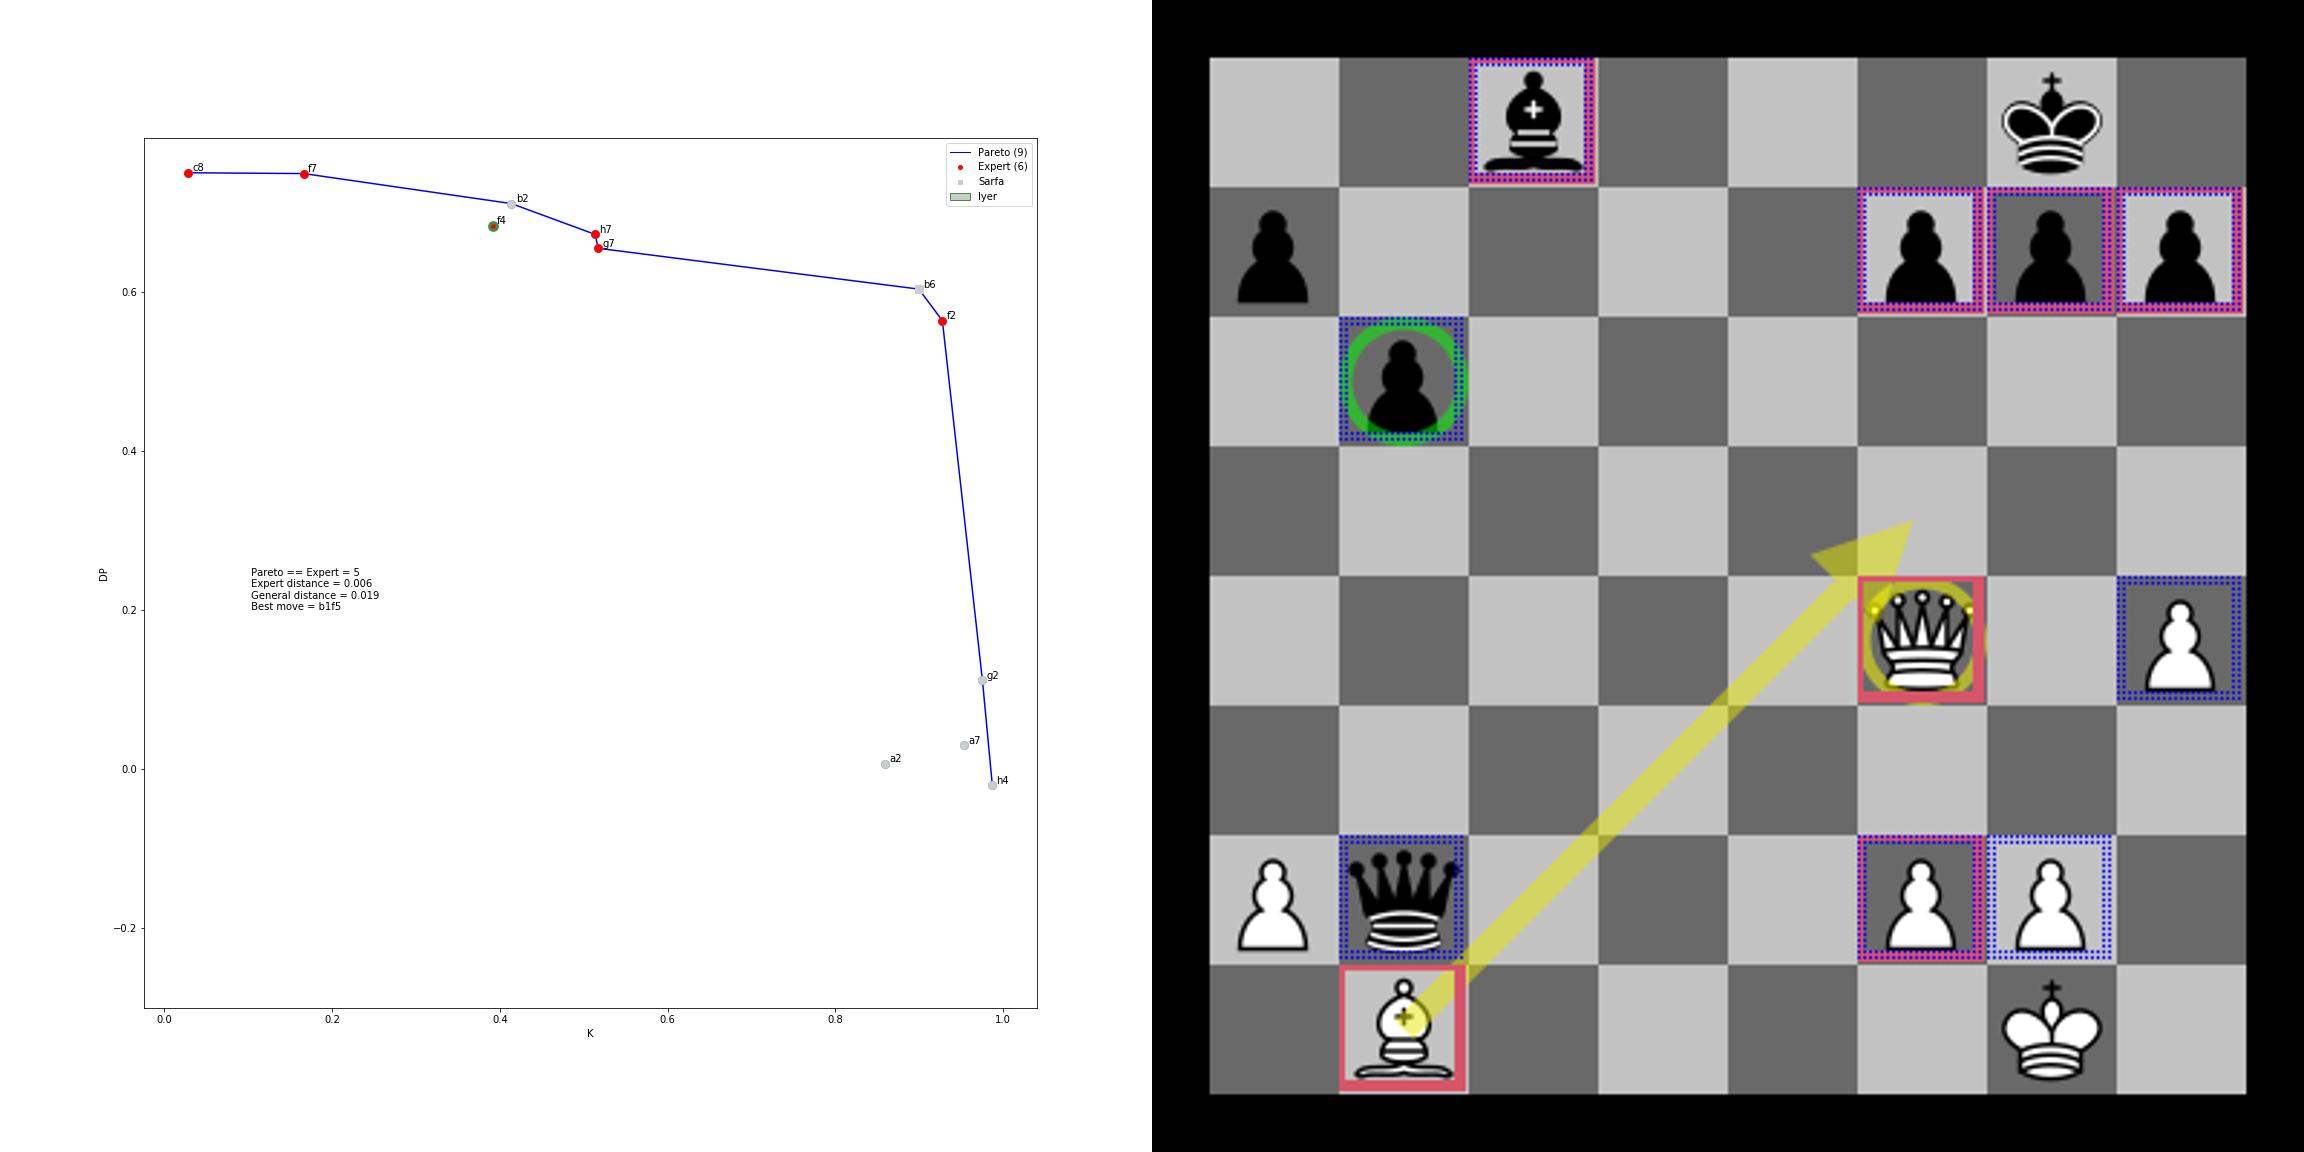 Pareto (9)
Expert (6)
Sarfa
Iyer
c8
f7
b2
f4
h7
g7
b6
f2
g2
a7
a2
h4
Pareto == Expert = 5
Expert distance = 0.006
General distance = 0.019
Best move = b1f5
DP
0.6
0.4
0.2
0.0
−0.2
0.0
0.2
0.4
0.6
0.8
1.0
K